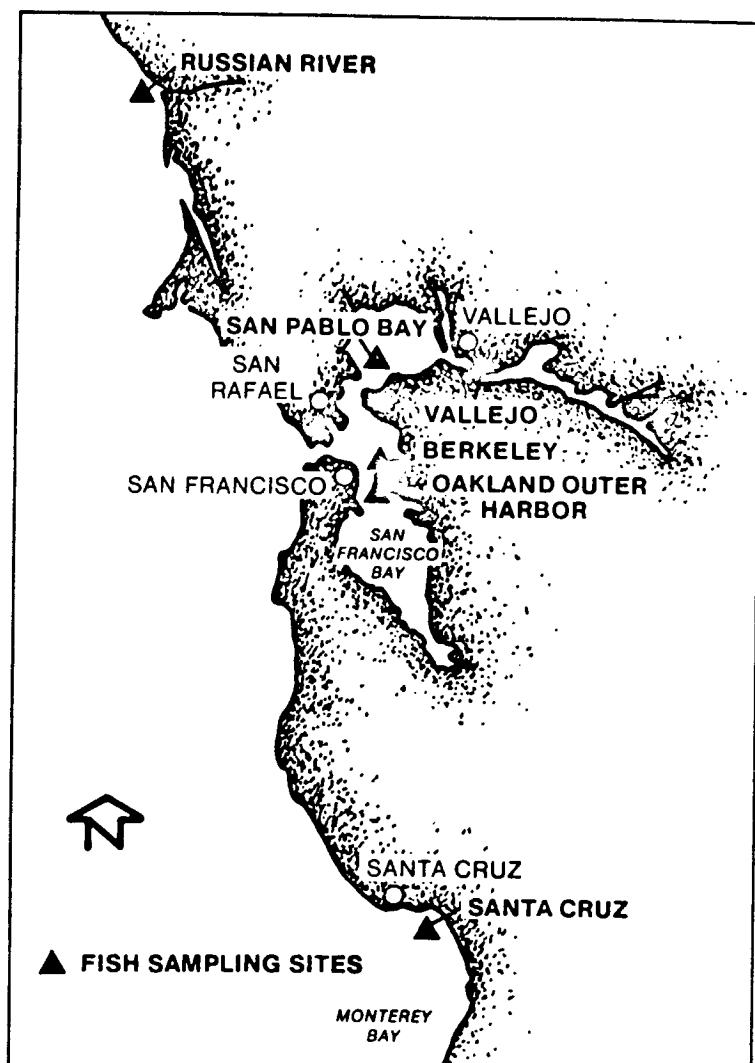 RUSSIAN RIVER
SAN PABLO BAY
VALLEJO
SAN
RAFAEL
VALLEJO
BERKELEY
SAN FRANCISCO
OAKLAND OUTER
HARBOR
SAN
FRANCISCO
BAY
N
SANTA CRUZ
SANTA CRUZ
FISH SAMPLING SITES
MONTEREY
BAY